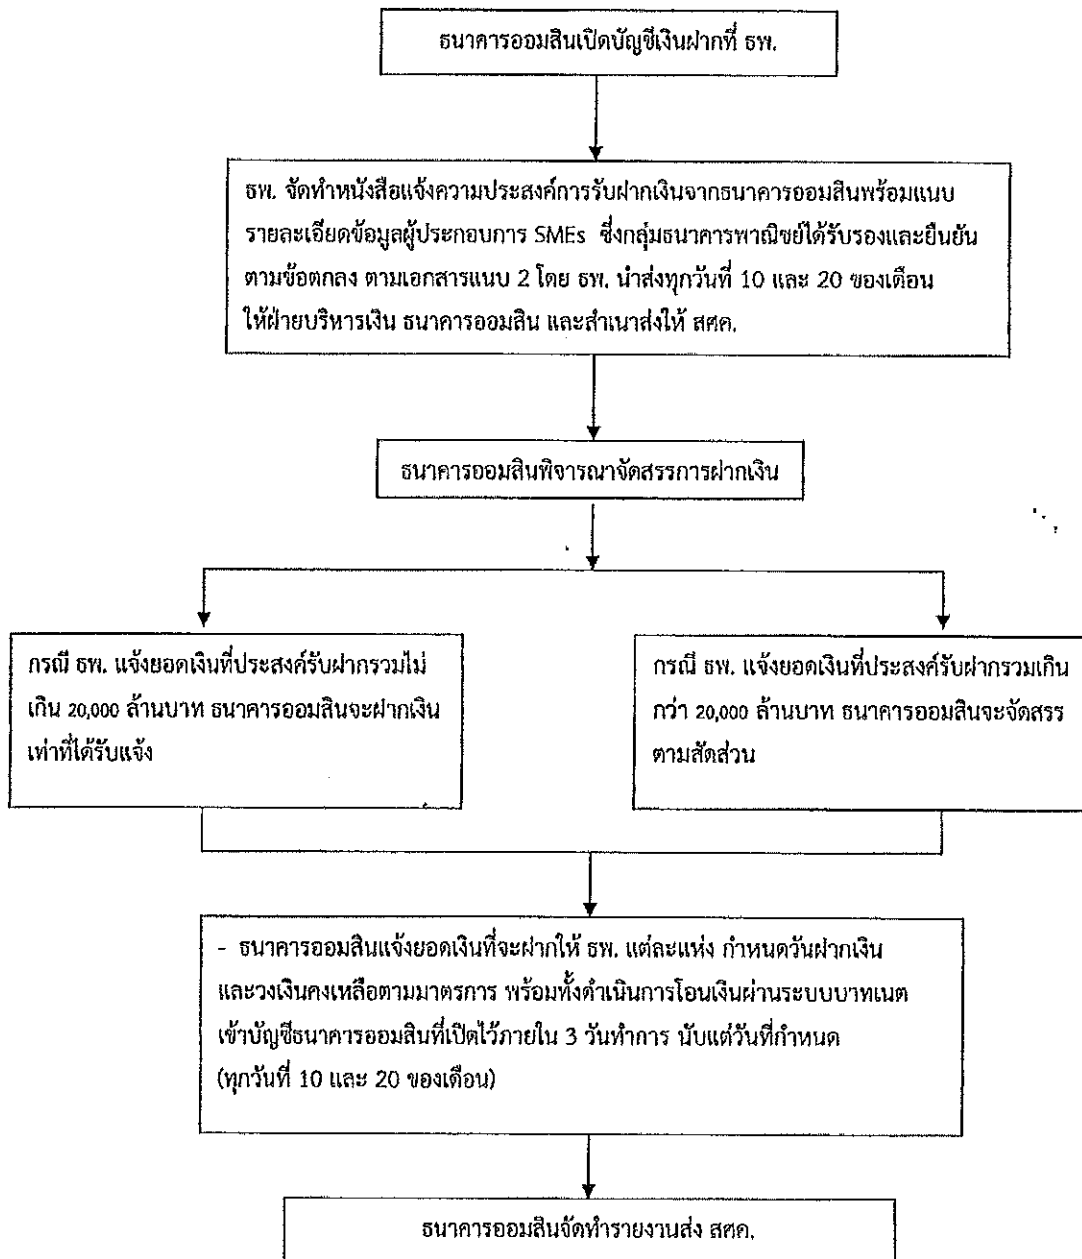 ธนาคารออมสินเปิดบัญชีเงินฝากที่ ธพ.
ธพ. จัดทำหนังสือแจ้งความประสงค์การรับฝากเงินจากธนาคารออมสินพร้อมแนบ
รายละเอียดข้อมูลผู้ประกอบการ SMEs ซึ่งกลุ่มธนาคารพาณิชย์ได้รับรองและยืนยัน
ตามข้อตกลง ตามเอกสารแนบ 2 โดย ธพ. นำส่งทุกวันที่ 10 และ 20 ของเดือน
ให้ฝ่ายบริหารเงิน ธนาคารออมสิน และสำเนาส่งให้ สศค.
ธนาคารออมสินพิจารณาจัดสรรการฝากเงิน
กรณี ธพ. แจ้งยอดเงินที่ประสงค์รับฝากรวมไม่
เกิน 20,000 ล้านบาท ธนาคารออมสินจะฝากเงิน
เท่าที่ได้รับแจ้ง
กรณี ธพ. แจ้งยอดเงินที่ประสงค์รับฝากรวมเกิน
กว่า 20,000 ล้านบาท ธนาคารออมสินจะจัดสรร
ตามสัดส่วน
- ธนาคารออมสินแจ้งยอดเงินที่จะฝากให้ ธพ. แต่ละแห่ง กำหนดวันฝากเงิน
และวงเงินคงเหลือตามมาตรการ พร้อมทั้งดำเนินการโอนเงินผ่านระบบบาทเนต
เข้าบัญชีธนาคารออมสินที่เปิดไว้ภายใน 3 วันทำการ นับแต่วันที่กำหนด
(ทุกวันที่ 10 และ 20 ของเดือน)
ธนาคารออมสินจัดทำรายงานส่ง สศค.